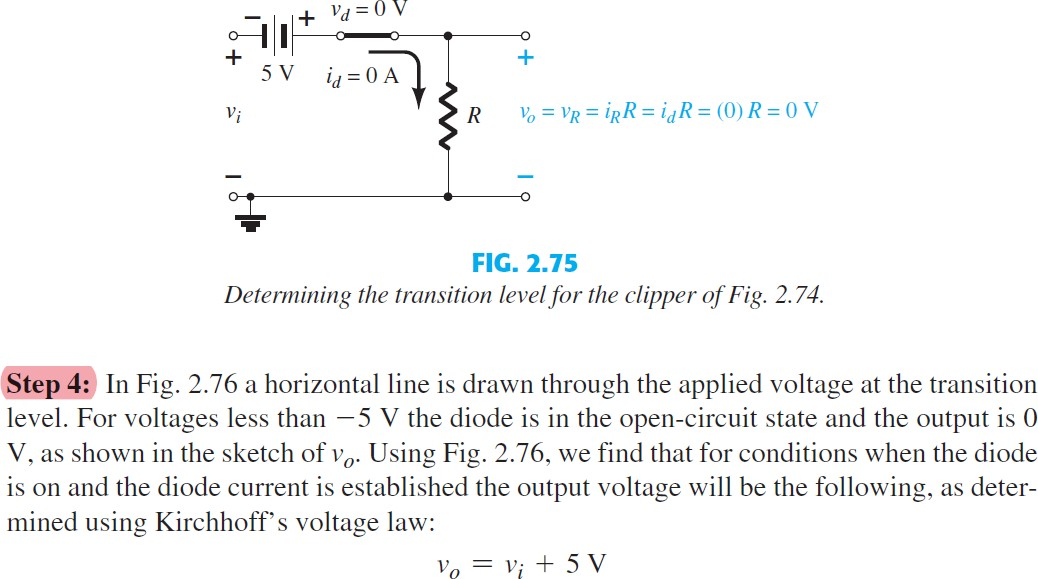 − + v_d = 0 V
+ 5 V i_d = 0 A +
v_i R v_o = v_R = i_R R = i_d R = (0) R = 0 V
− −
FIG. 2.75
Determining the transition level for the clipper of Fig. 2.74.
Step 4: In Fig. 2.76 a horizontal line is drawn through the applied voltage at the transition
level. For voltages less than −5 V the diode is in the open-circuit state and the output is 0
V, as shown in the sketch of v_o. Using Fig. 2.76, we find that for conditions when the diode
is on and the diode current is established the output voltage will be the following, as deter-
mined using Kirchhoff’s voltage law:
v_o = v_i + 5 V